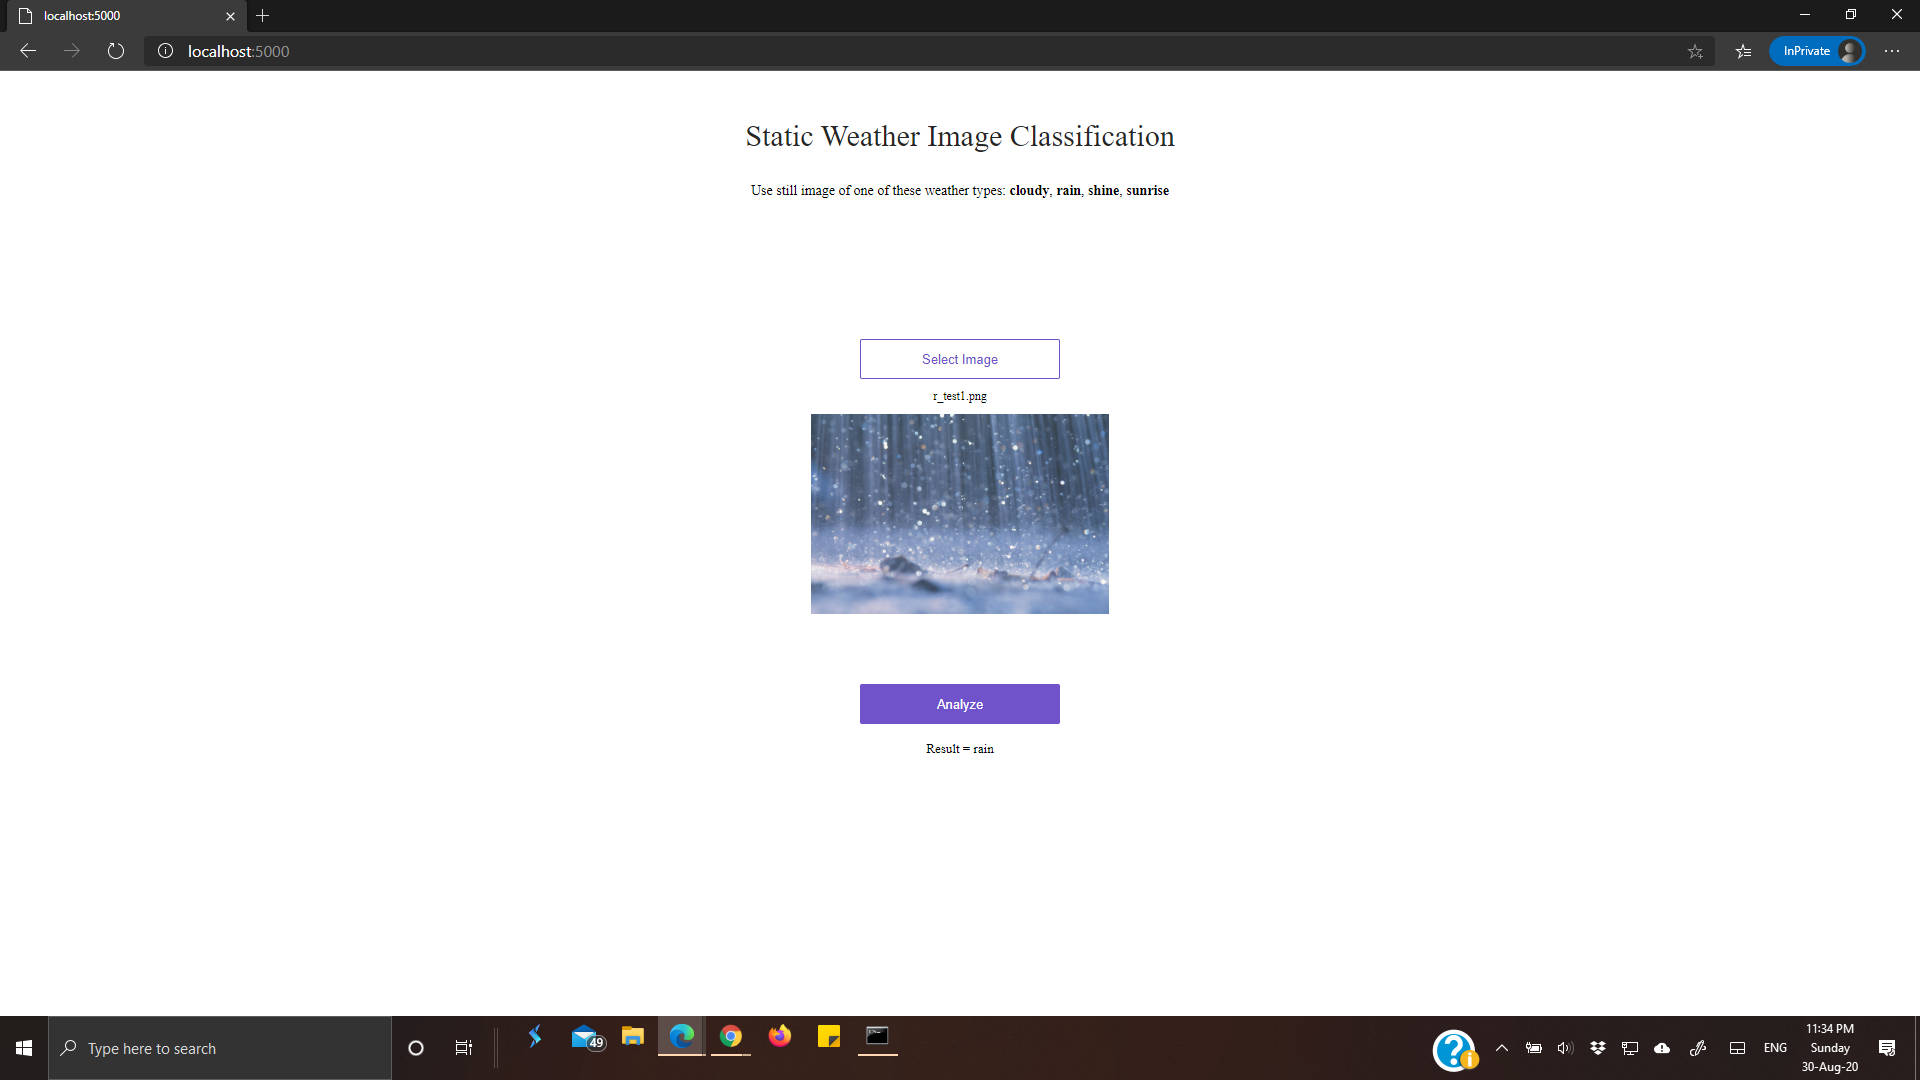 localhost:5000
localhost:5000
InPrivate
Static Weather Image Classification
Use still image of one of these weather types: cloudy, rain, shine, sunrise
Select Image
r_test1.png
Analyze
Result = rain
Type here to search
49
ENG
11:34 PM
Sunday
30-Aug-20